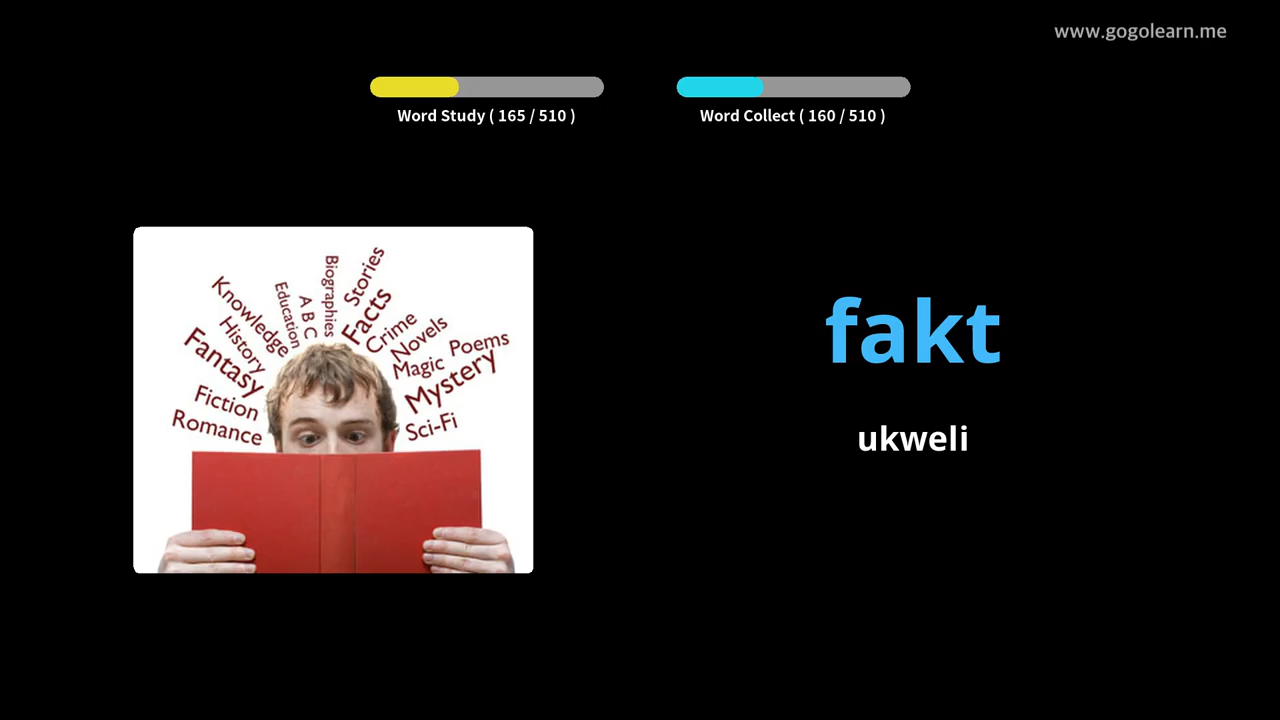 www.gogolearn.me
Word Study ( 165 / 510 )
Word Collect ( 160 / 510 )
Stories
Biographies
Facts
A B C
Education
Knowledge
Crime
History
Novels
Poems
Fantasy
Magic
Mystery
Fiction
Sci-Fi
Romance
fakt
ukweli